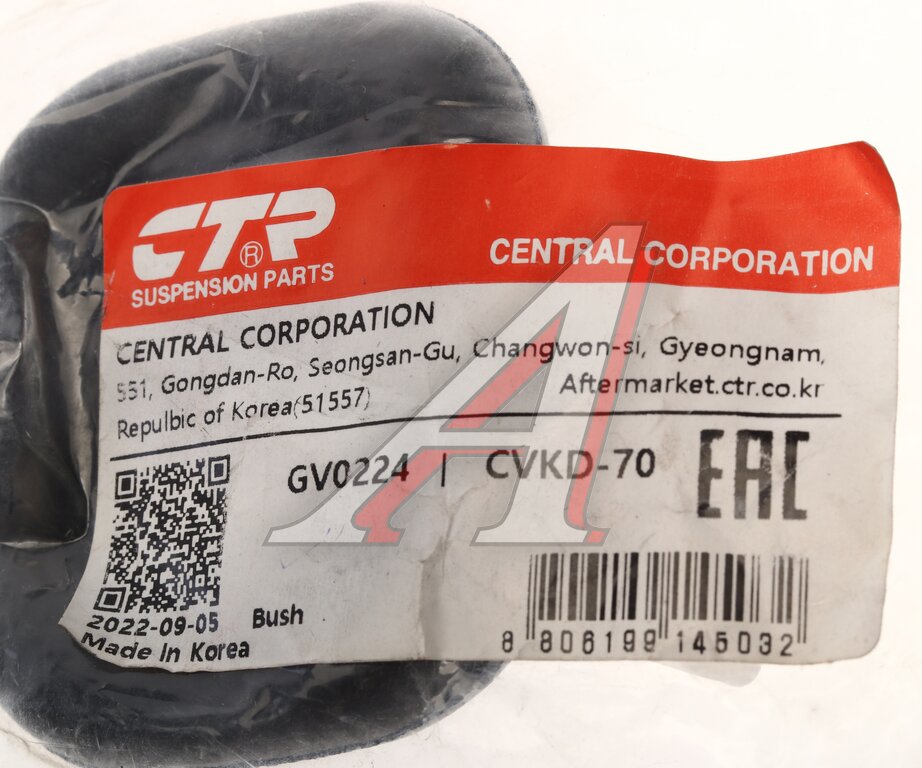 CTR®
SUSPENSION PARTS
CENTRAL CORPORATION
CENTRAL CORPORATION
551, Gongdan-Ro, Seongsan-Gu, Changwon-si, Gyeongnam,
Repulbic of Korea(51557)
Aftermarket.ctr.co.kr
GV0224 | CVKD-70
EAC
2022-09-05 Bush
Made In Korea
8 806199 145032